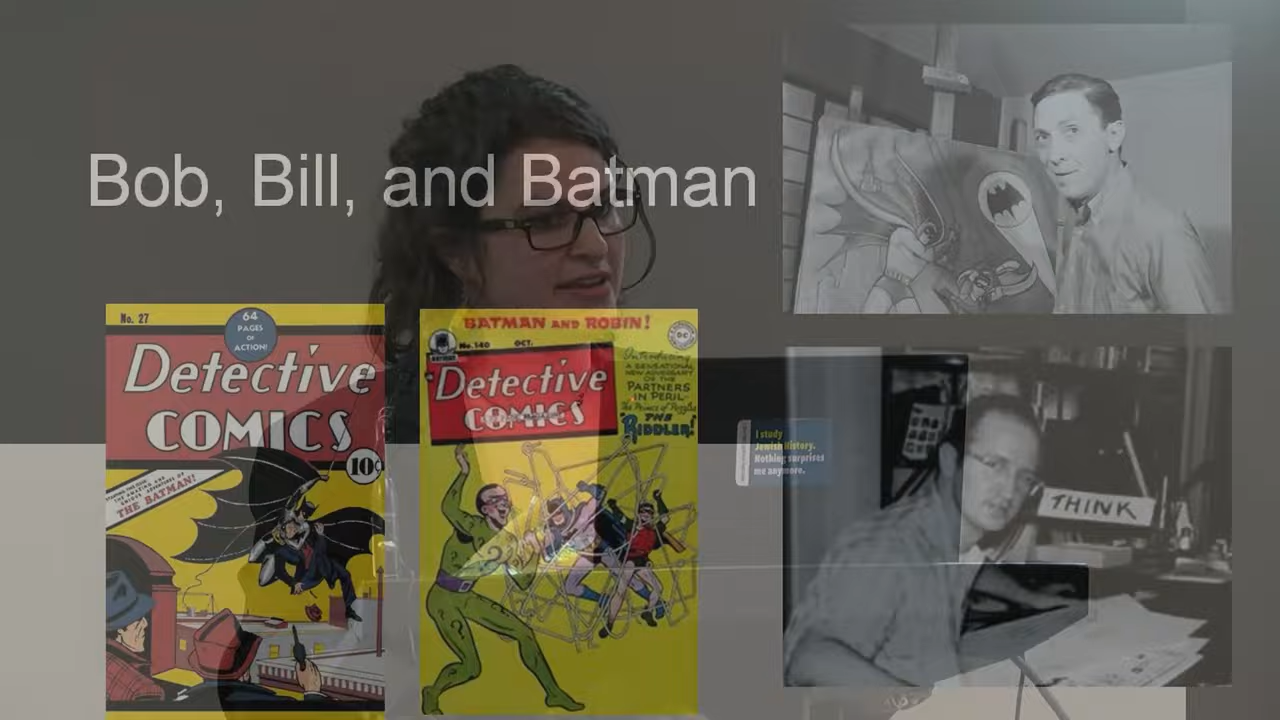 Bob, Bill, and Batman
No. 27
64
PAGES
OF
ACTION!
Detective
COMICS
10¢
THE BATMAN!
BATMAN AND ROBIN!
No.140 OCT.
DC
Detective
COMICS
Introducing
A SENSATIONAL
NEW ADVERSARY
OF THE
PARTNERS
IN PERIL-
The Prince of Puzzles
THE
RIDDLER!
I study
Jewish History.
Nothing surprises
me anymore.
THINK